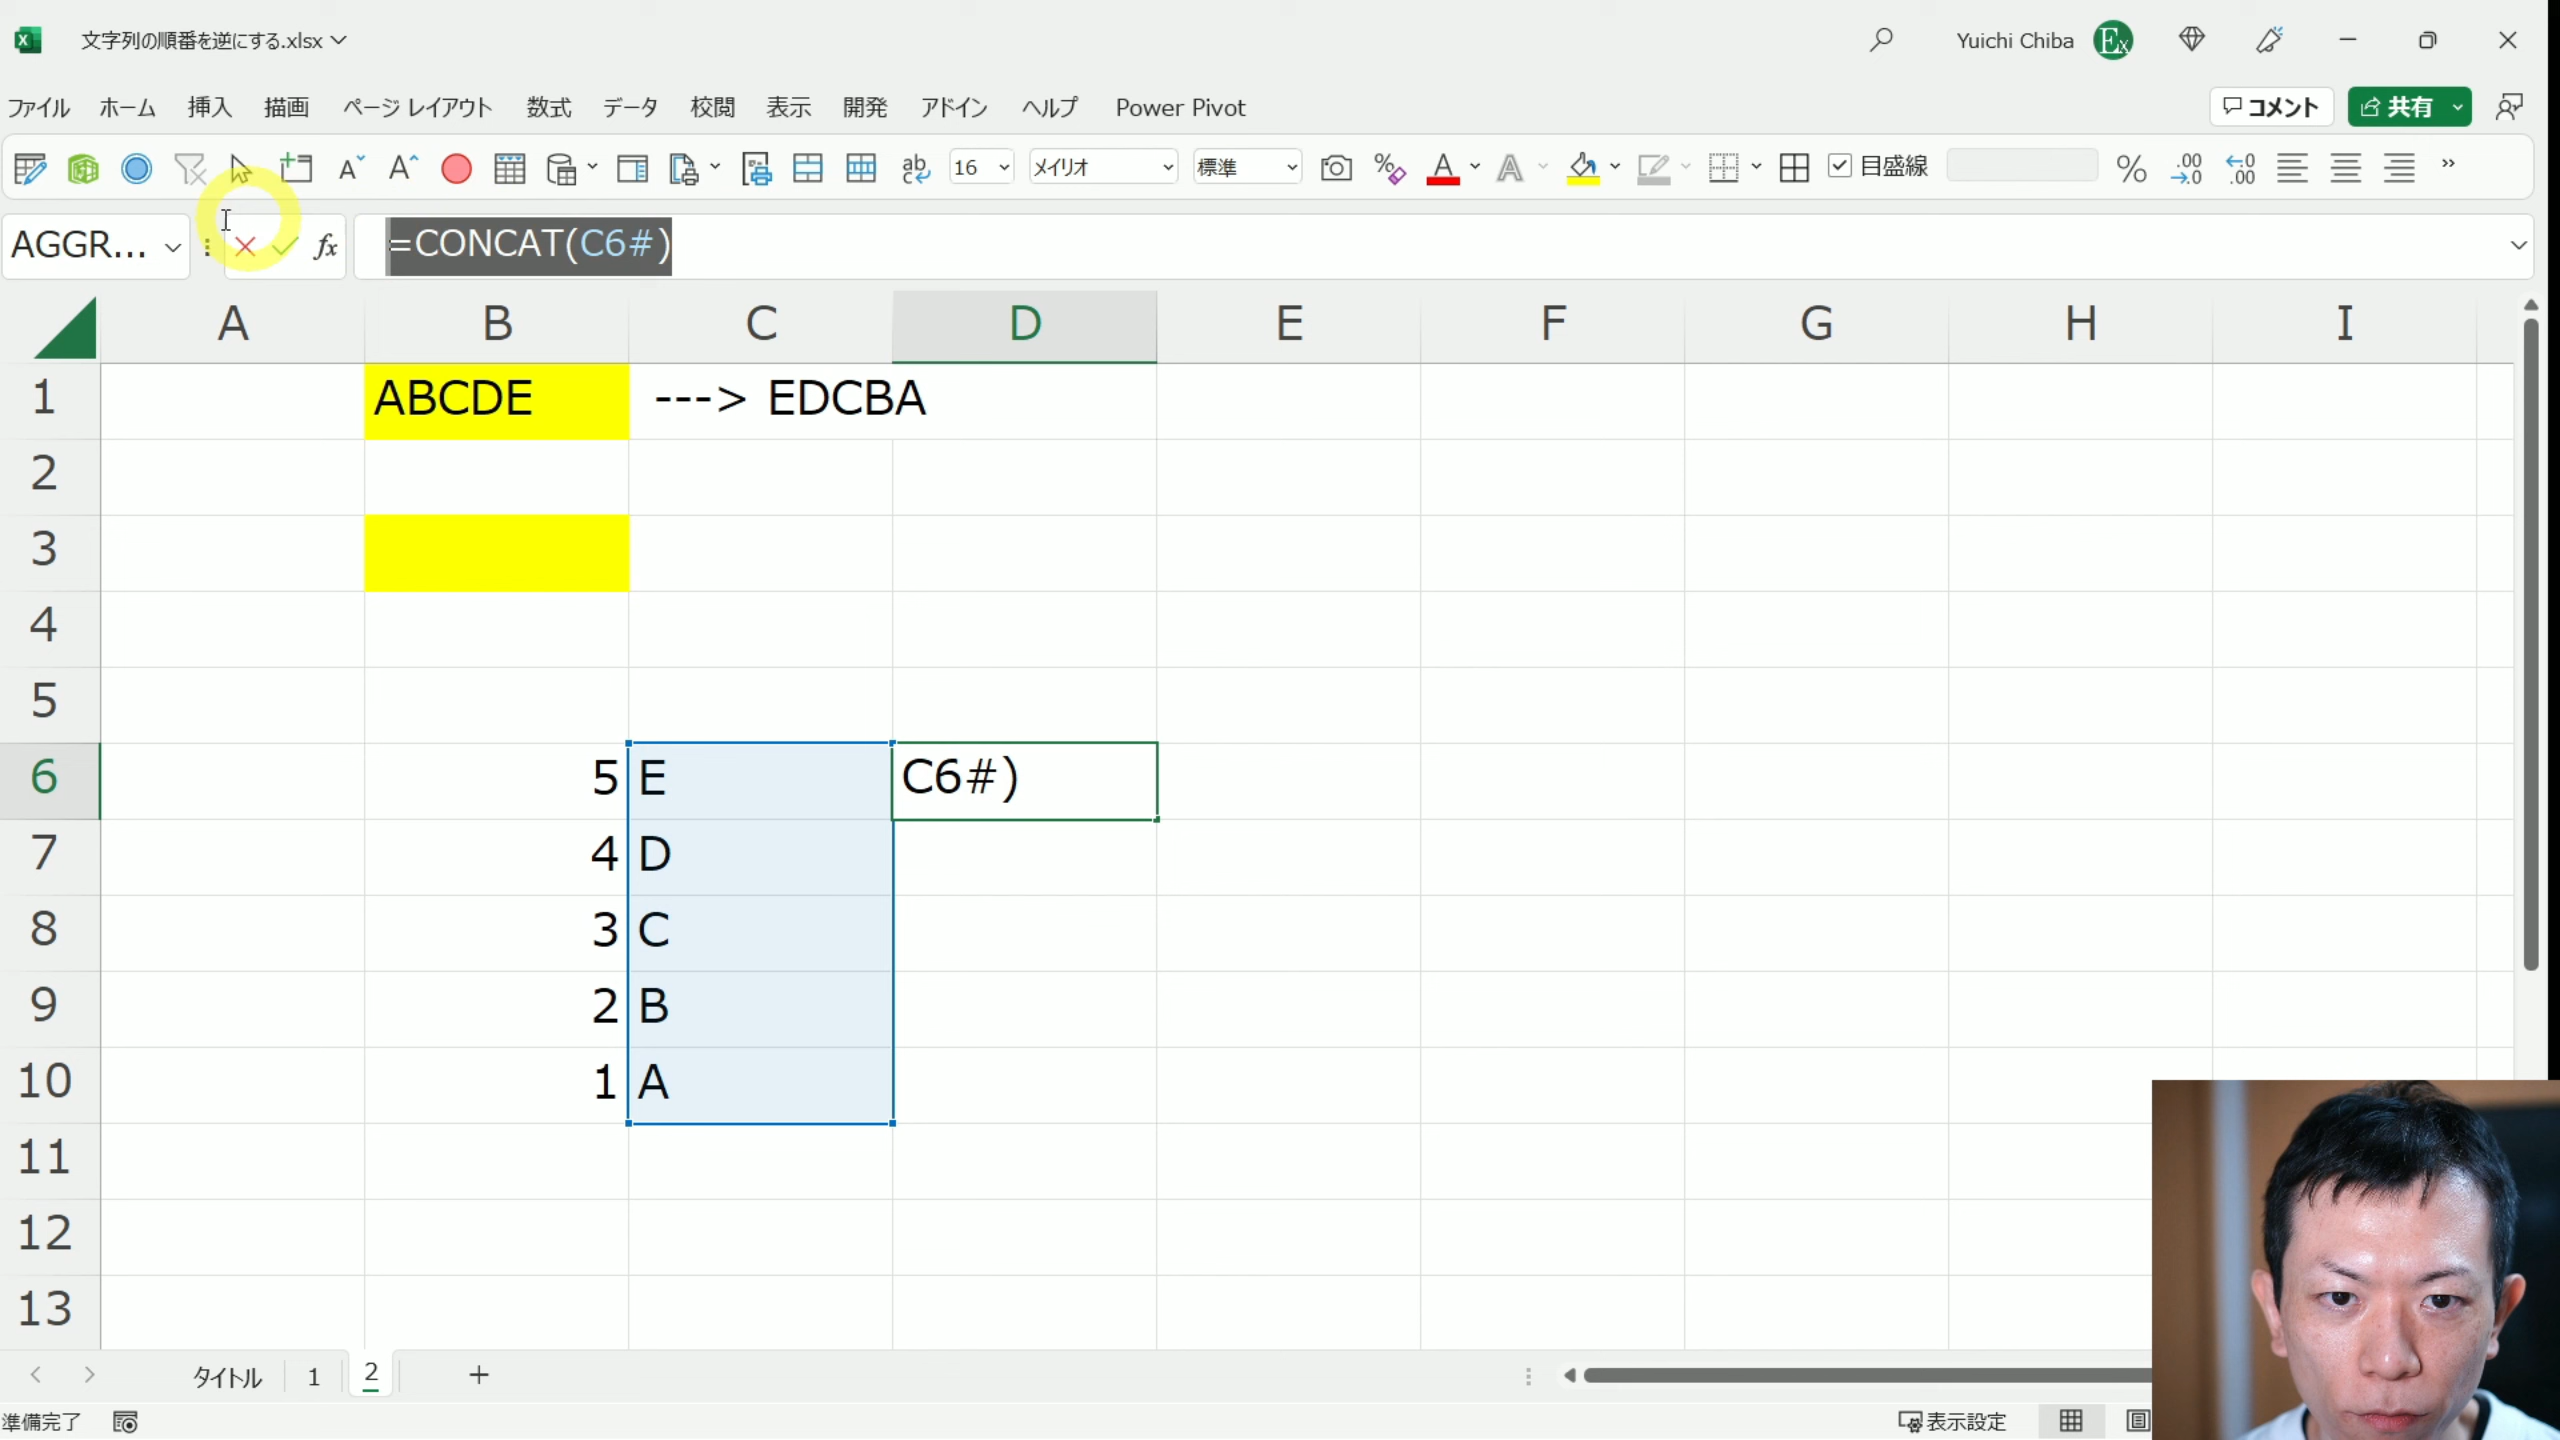 文字列の順番を逆にする.xlsx
Yuichi Chiba
ファイル ホーム 挿入 描画 ページ レイアウト 数式 データ 校閲 表示 開発 アドイン ヘルプ Power Pivot コメント 共有
16 メイリオ 標準 目盛線
AGGR... =CONCAT(C6#)
A B C D E F G H I
1 ABCDE ---> EDCBA
2
3
4
5
6 5 E C6#)
7 4 D
8 3 C
9 2 B
10 1 A
11
12
13
タイトル 1 2
準備完了 表示設定